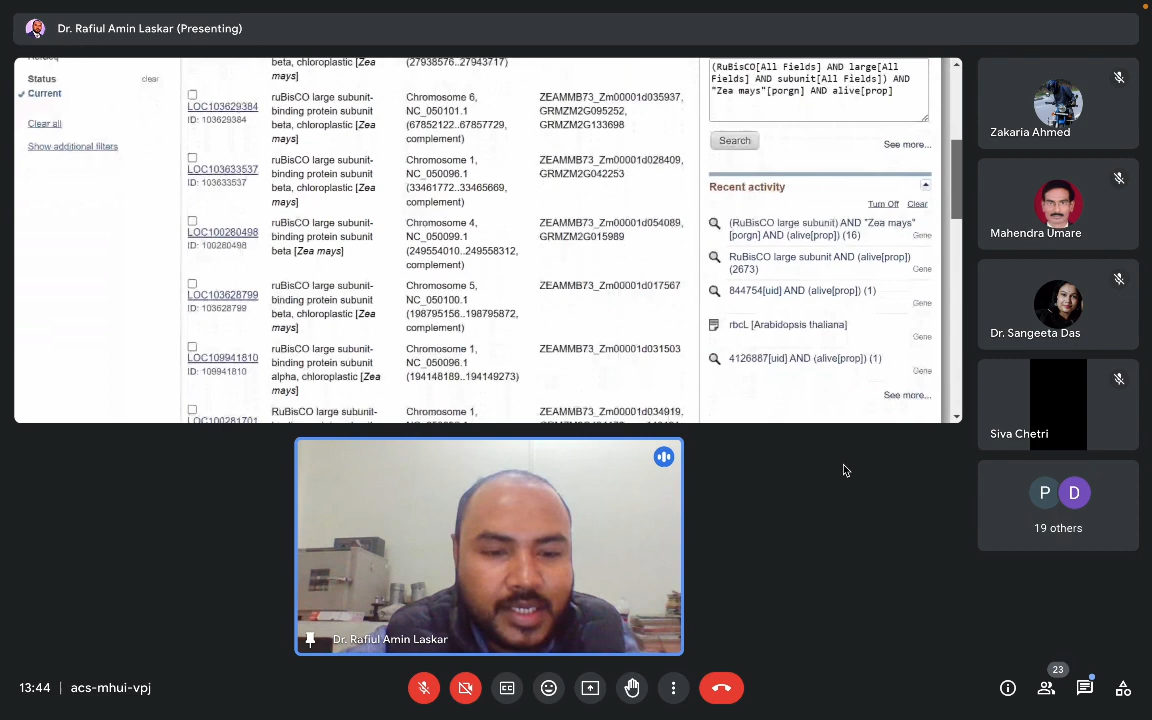 Dr. Rafiul Amin Laskar (Presenting)
Status
clear
Current
Clear all
Show additional filters
beta, chloroplastic [Zea
mays]
(27938576..27943717)
LOC103629384
ID: 103629384
ruBisCO large subunit-
binding protein subunit
beta, chloroplastic [Zea
mays]
Chromosome 6,
NC_050101.1
(67852122..67857729,
complement)
ZEAMMB73_Zm00001d035937,
GRMZM2G095252,
GRMZM2G133698
LOC103633537
ID: 103633537
ruBisCO large subunit-
binding protein subunit
beta, chloroplastic [Zea
mays]
Chromosome 1,
NC_050096.1
(33461772..33465669,
complement)
ZEAMMB73_Zm00001d028409,
GRMZM2G042253
LOC100280498
ID: 100280498
ruBisCO large subunit-
binding protein subunit
beta [Zea mays]
Chromosome 4,
NC_050099.1
(249554010..249558312,
complement)
ZEAMMB73_Zm00001d054089,
GRMZM2G015989
LOC103628799
ID: 103628799
ruBisCO large subunit-
binding protein subunit
beta, chloroplastic [Zea
mays]
Chromosome 5,
NC_050100.1
(198795156..198795872,
complement)
ZEAMMB73_Zm00001d017567
LOC109941810
ID: 109941810
ruBisCO large subunit-
binding protein subunit
alpha, chloroplastic [Zea
mays]
Chromosome 1,
NC_050096.1
(194148189..194149273)
ZEAMMB73_Zm00001d031503
LOC100281701
RuBisCO large subunit-
Chromosome 1,
ZEAMMB73_Zm00001d034919,
(RuBisCO[All Fields] AND large[All
Fields] AND subunit[All Fields]) AND
"Zea mays"[porgn] AND alive[prop]
Search
See more...
Recent activity
Turn Off Clear
(RuBisCO large subunit) AND "Zea mays"
[porgn] AND (alive[prop]) (16)
Gene
RuBisCO large subunit AND (alive[prop])
(2673)
Gene
844754[uid] AND (alive[prop]) (1)
Gene
rbcL [Arabidopsis thaliana]
Gene
4126887[uid] AND (alive[prop]) (1)
Gene
See more...
Zakaria Ahmed
Mahendra Umare
Dr. Sangeeta Das
Siva Chetri
P
D
19 others
Dr. Rafiul Amin Laskar
13:44 | acs-mhui-vpj
23